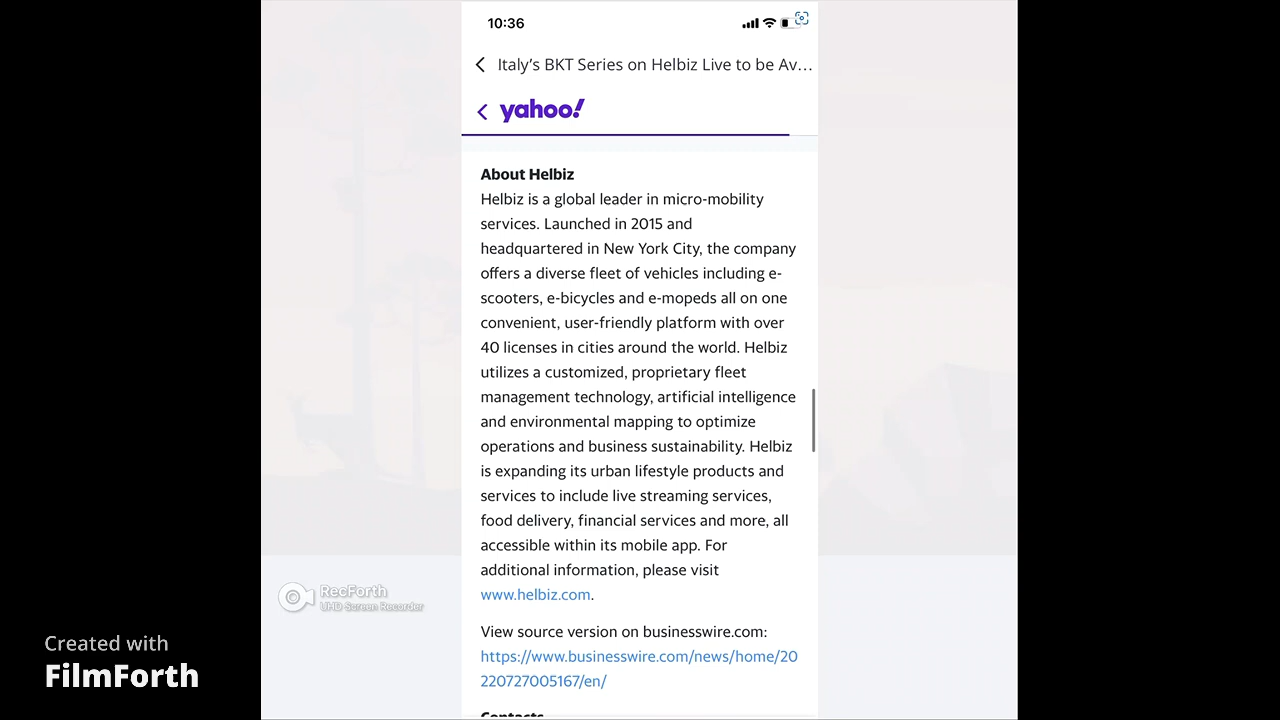 10:36
Italy’s BKT Series on Helbiz Live to be Av…
yahoo!
About Helbiz
Helbiz is a global leader in micro-mobility
services. Launched in 2015 and
headquartered in New York City, the company
offers a diverse fleet of vehicles including e-
scooters, e-bicycles and e-mopeds all on one
convenient, user-friendly platform with over
40 licenses in cities around the world. Helbiz
utilizes a customized, proprietary fleet
management technology, artificial intelligence
and environmental mapping to optimize
operations and business sustainability. Helbiz
is expanding its urban lifestyle products and
services to include live streaming services,
food delivery, financial services and more, all
accessible within its mobile app. For
additional information, please visit
www.helbiz.com.
View source version on businesswire.com:
https://www.businesswire.com/news/home/20
220727005167/en/
Contacts
RecForth
UHD Screen Recorder
Created with
FilmForth